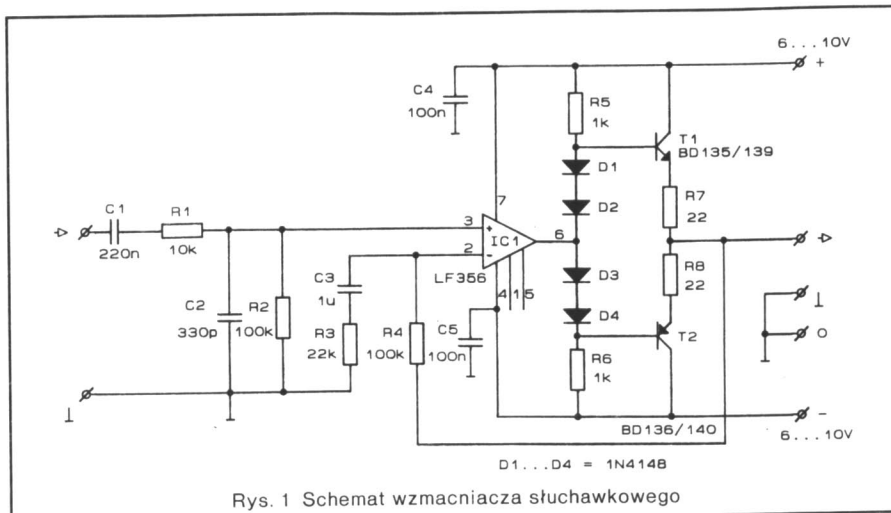 6...10V
+
C4
100n
R5
1k
T1
BD135/139
D1
D2
R7
22
7
C1
220n
R1
10k
3
+
2
-
IC1
6
LF356
4 1 5
R8
22
C3
1u
D3
D4
C2
330p
R2
100k
R3
22k
R4
100k
C5
100n
T2
R6
1k
⊥
O
⊥
-
BD136/140
6...10V
D1...D4 = 1N4148
Rys. 1 Schemat wzmacniacza słuchawkowego